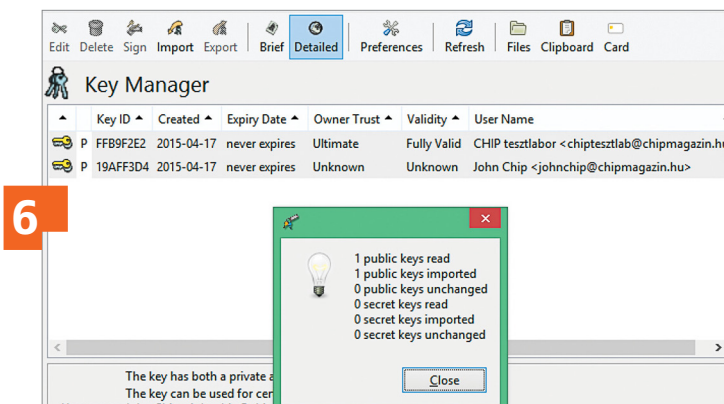 Edit Delete Sign Import Export Brief Detailed Preferences Refresh Files Clipboard Card
Key Manager
Key ID Created Expiry Date Owner Trust Validity User Name
P FFB9F2E2 2015-04-17 never expires Ultimate Fully Valid CHIP tesztlabor <chiptesztlab@chipmagazin.hu
P 19AFF3D4 2015-04-17 never expires Unknown Unknown John Chip <johnchip@chipmagazin.hu>
6
1 public keys read
1 public keys imported
0 public keys unchanged
0 secret keys read
0 secret keys imported
0 secret keys unchanged
Close
The key has both a private a
The key can be used for cer